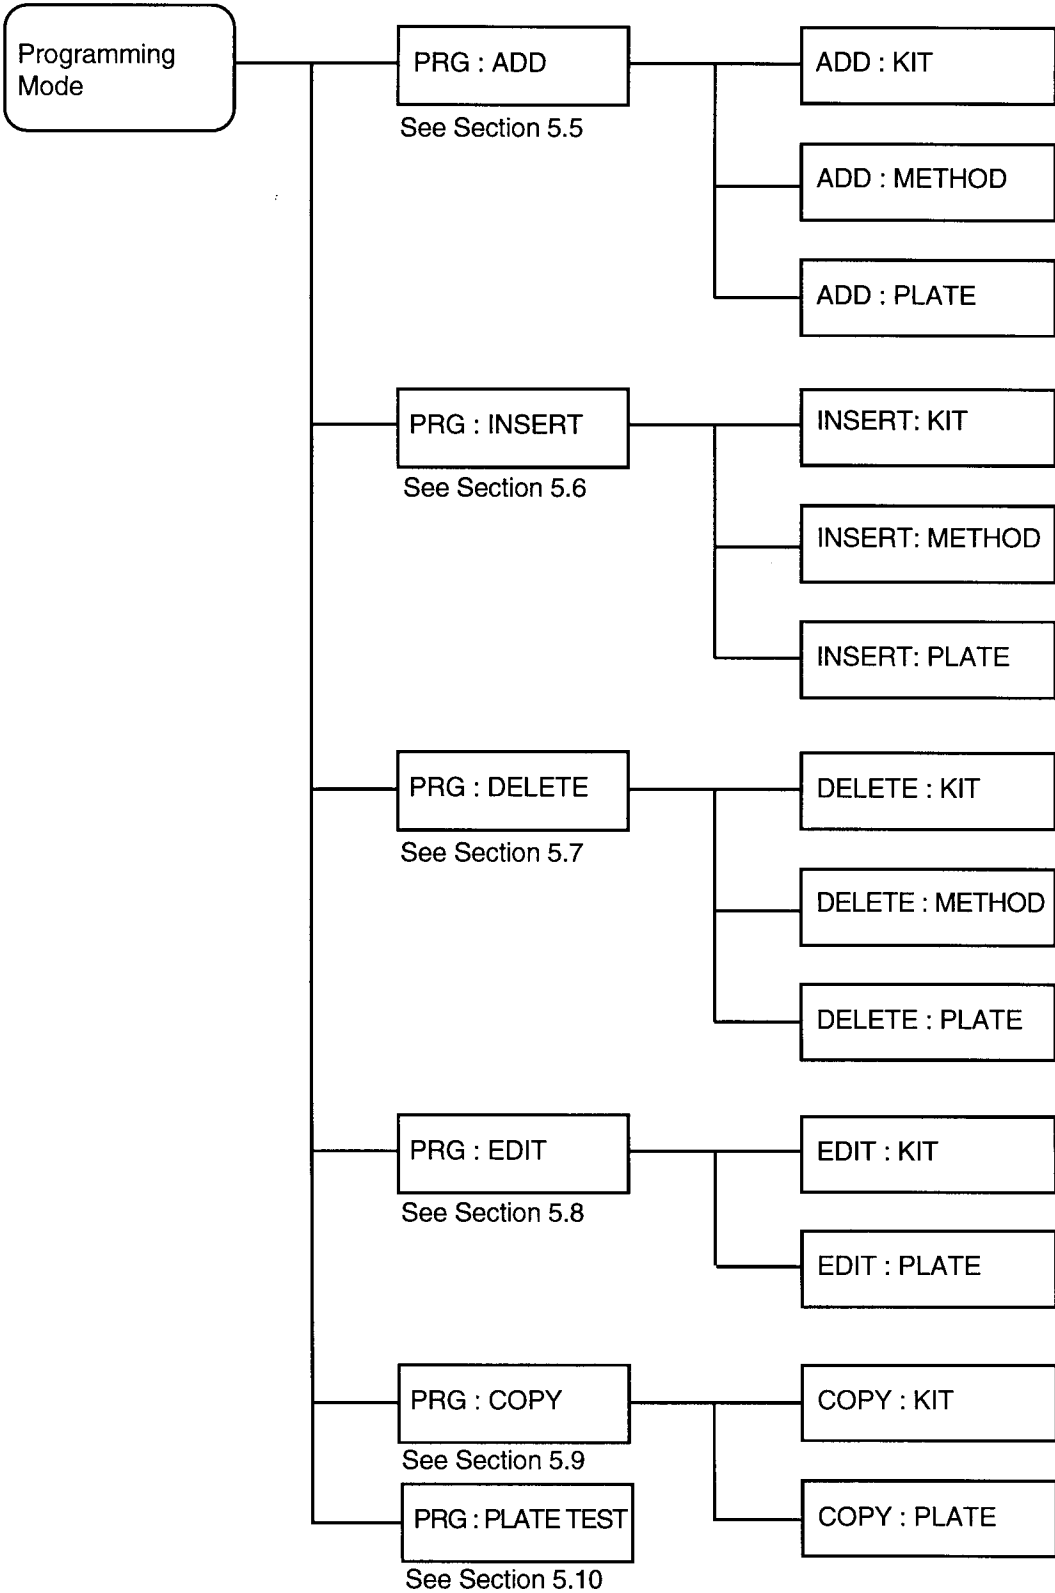 Programming
Mode
PRG : ADD
See Section 5.5
ADD : KIT
ADD : METHOD
ADD : PLATE
PRG : INSERT
See Section 5.6
INSERT: KIT
INSERT: METHOD
INSERT: PLATE
PRG : DELETE
See Section 5.7
DELETE : KIT
DELETE : METHOD
DELETE : PLATE
PRG : EDIT
See Section 5.8
EDIT : KIT
EDIT : PLATE
PRG : COPY
See Section 5.9
COPY : KIT
COPY : PLATE
PRG : PLATE TEST
See Section 5.10